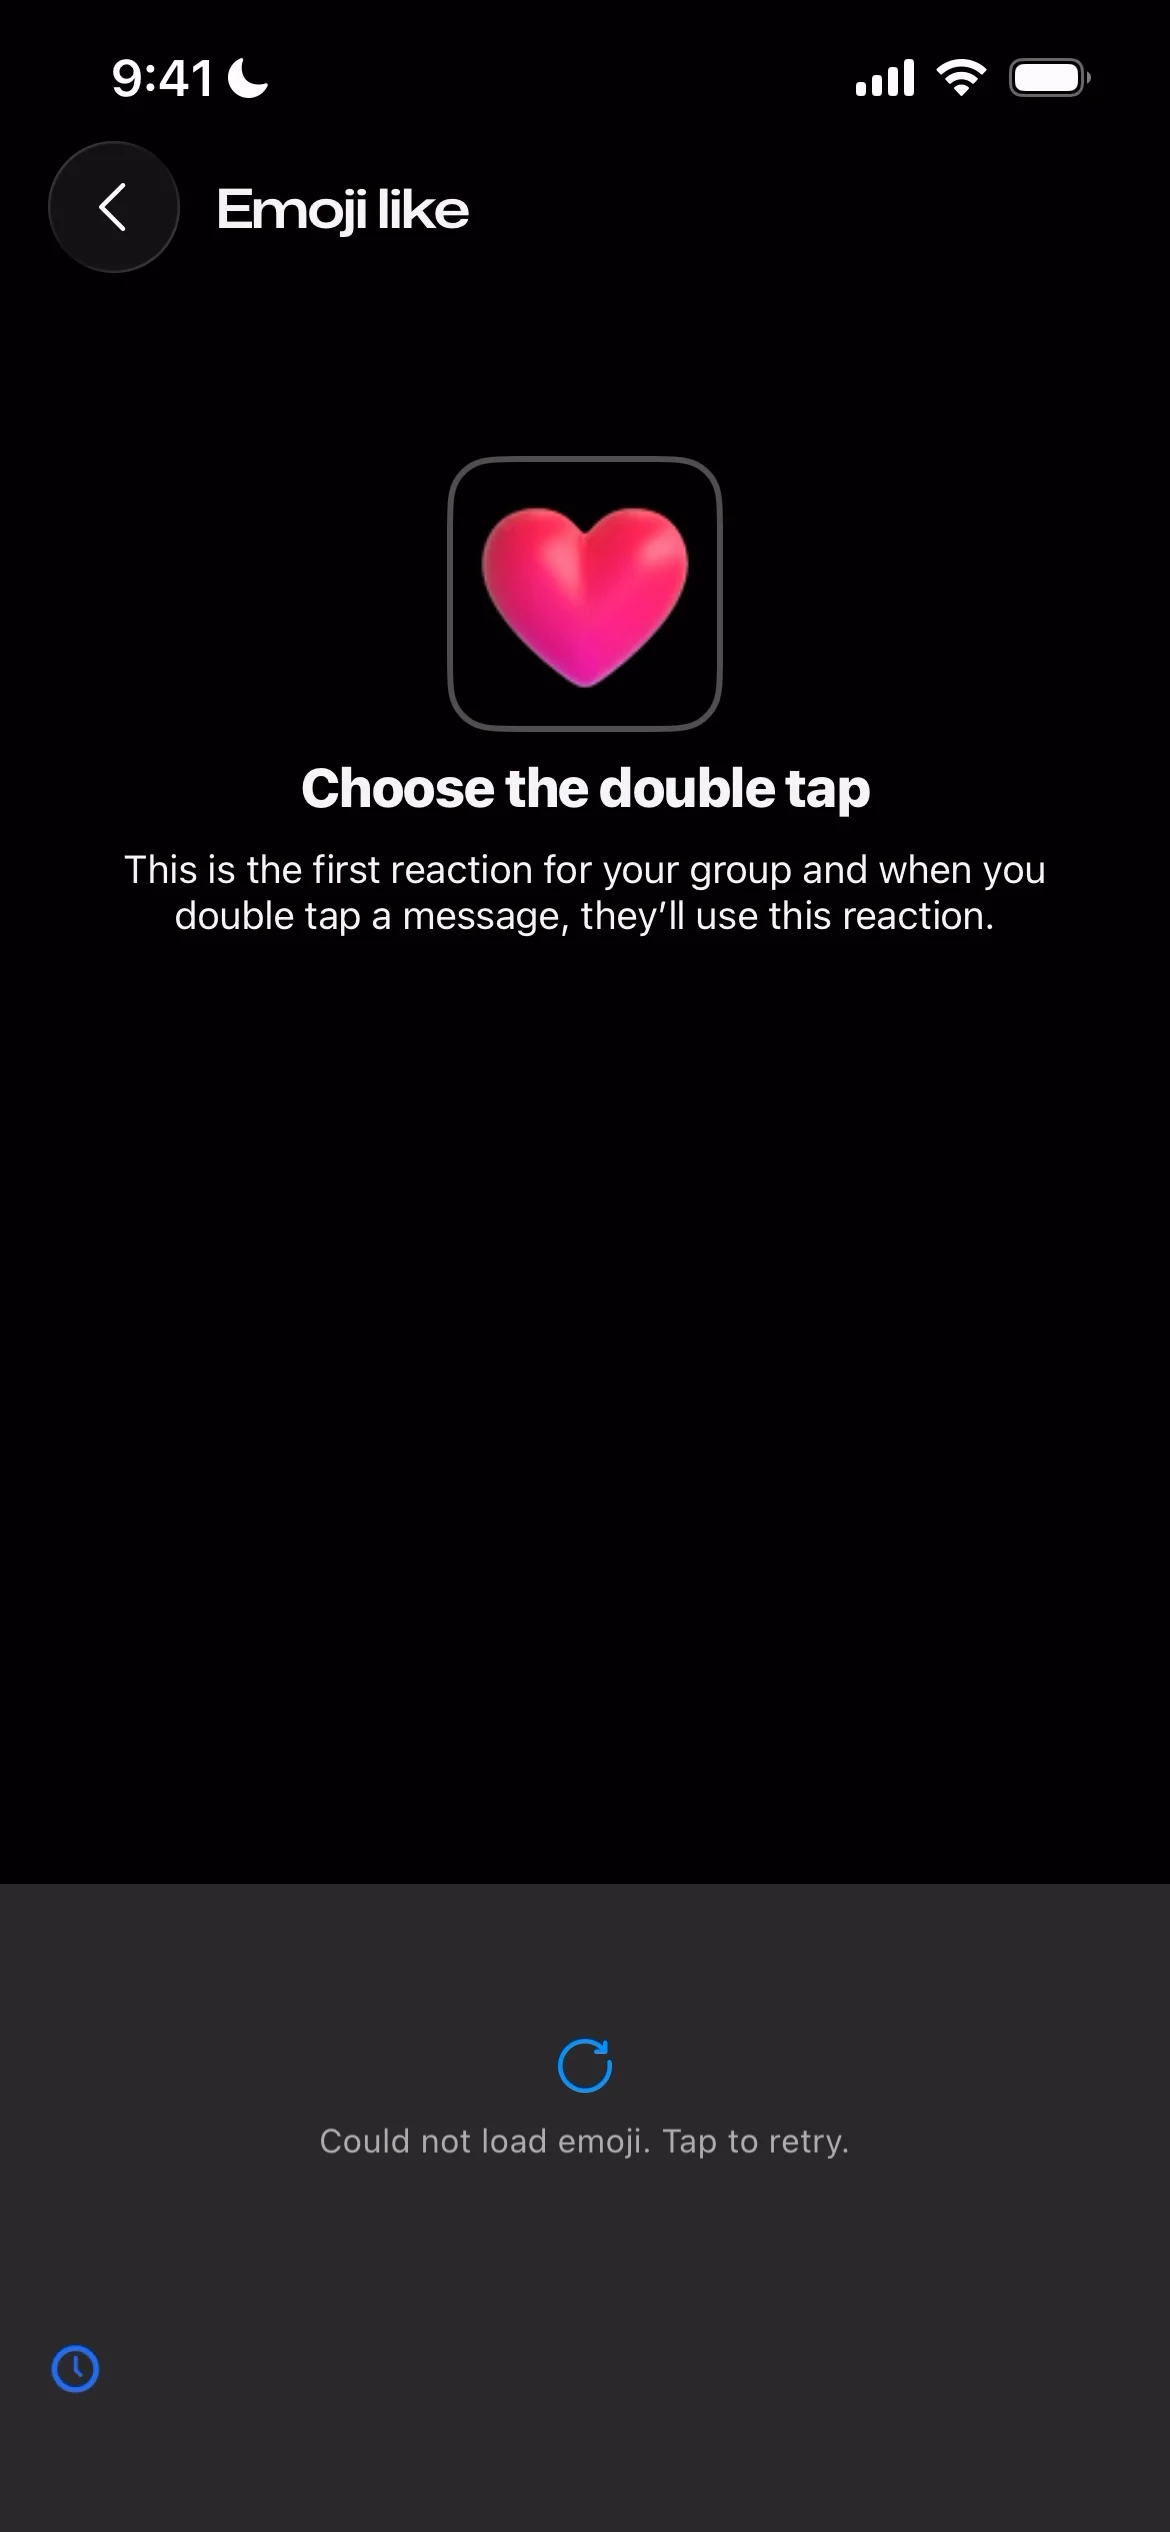 9:41
Emoji like
Choose the double tap
This is the first reaction for your group and when you
double tap a message, they’ll use this reaction.
Could not load emoji. Tap to retry.